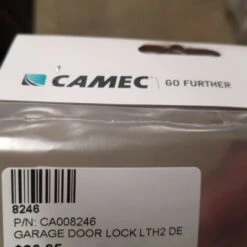 CAMEC GO FURTHER
8246
P/N: CA008246
GARAGE DOOR LOCK LTH2 DE